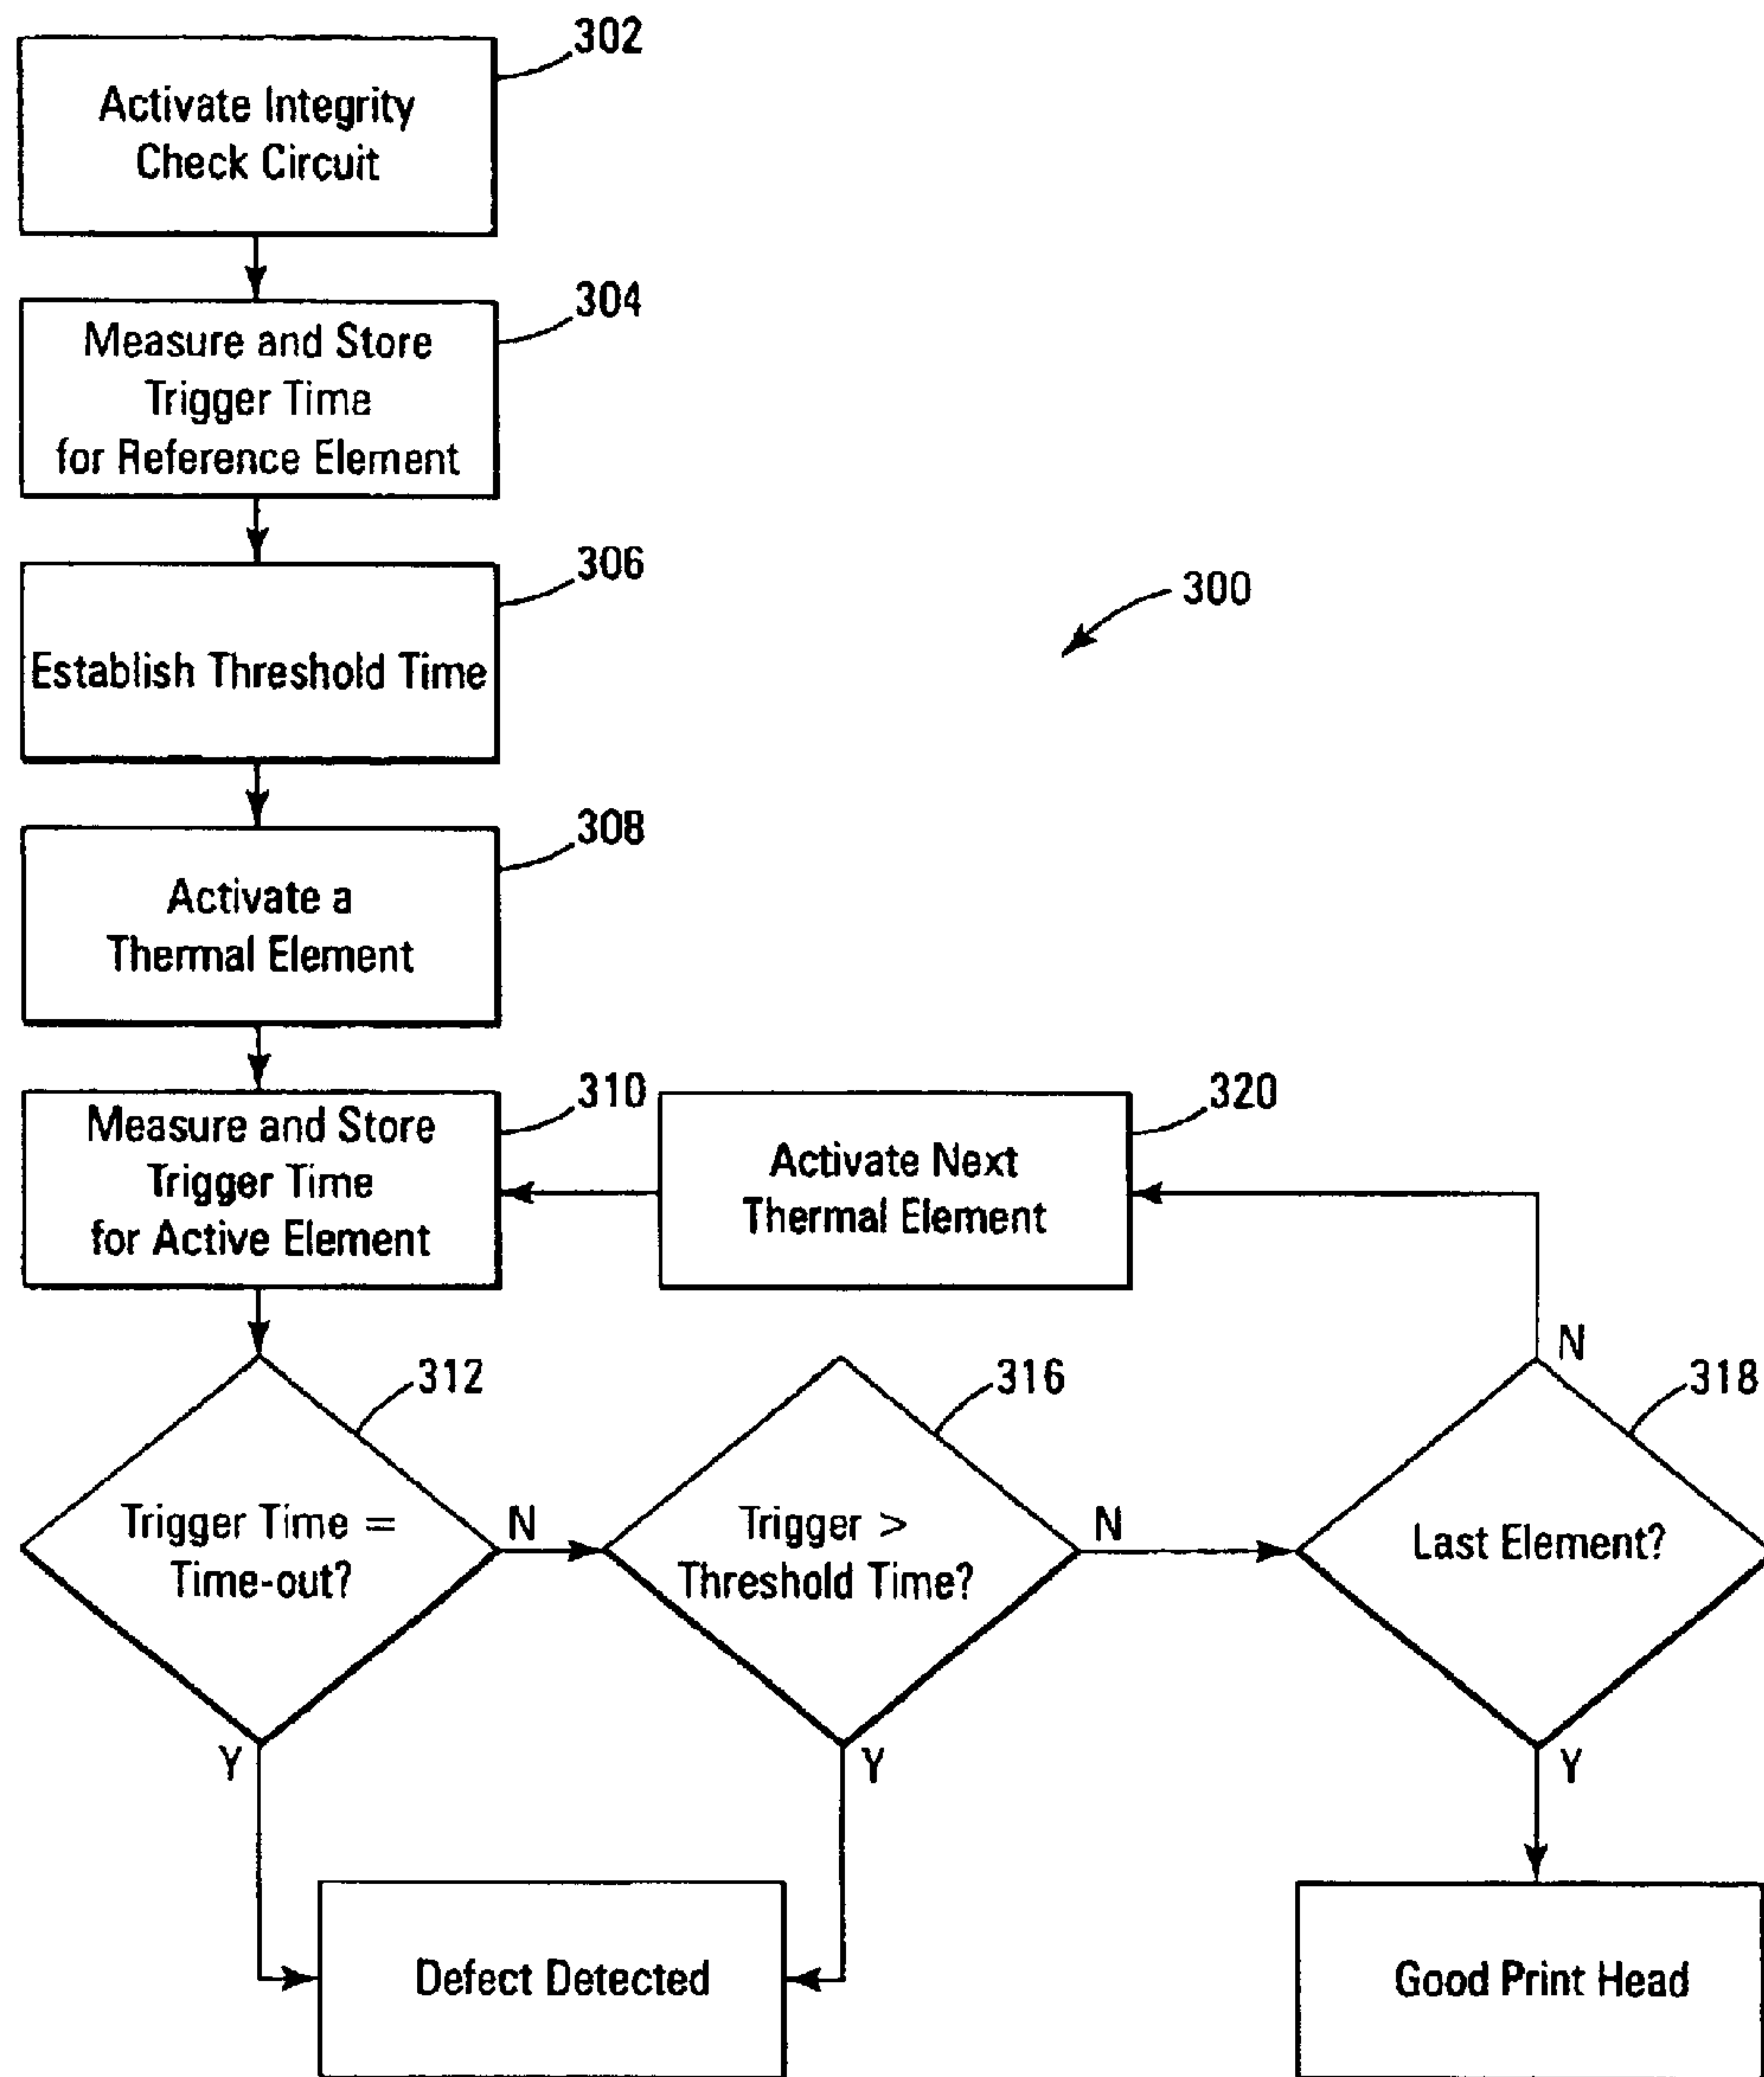 302
Activate Integrity
Check Circuit
304
Measure and Store
Trigger Time
for Reference Element
306
Establish Threshold Time
300
308
Activate a
Thermal Element
310
Measure and Store
Trigger Time
for Active Element
320
Activate Next
Thermal Element
312
Trigger Time =
Time-out?
N
Y
316
Trigger >
Threshold Time?
N
Y
318
Last Element?
N
Y
Defect Detected
Good Print Head